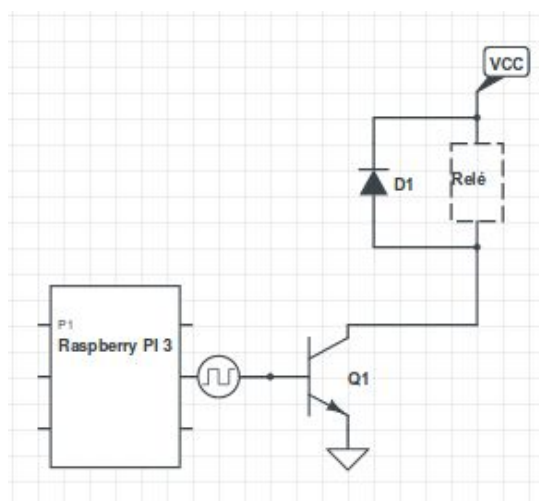 VCC
D1
Relé
P1
Raspberry PI 3
Q1